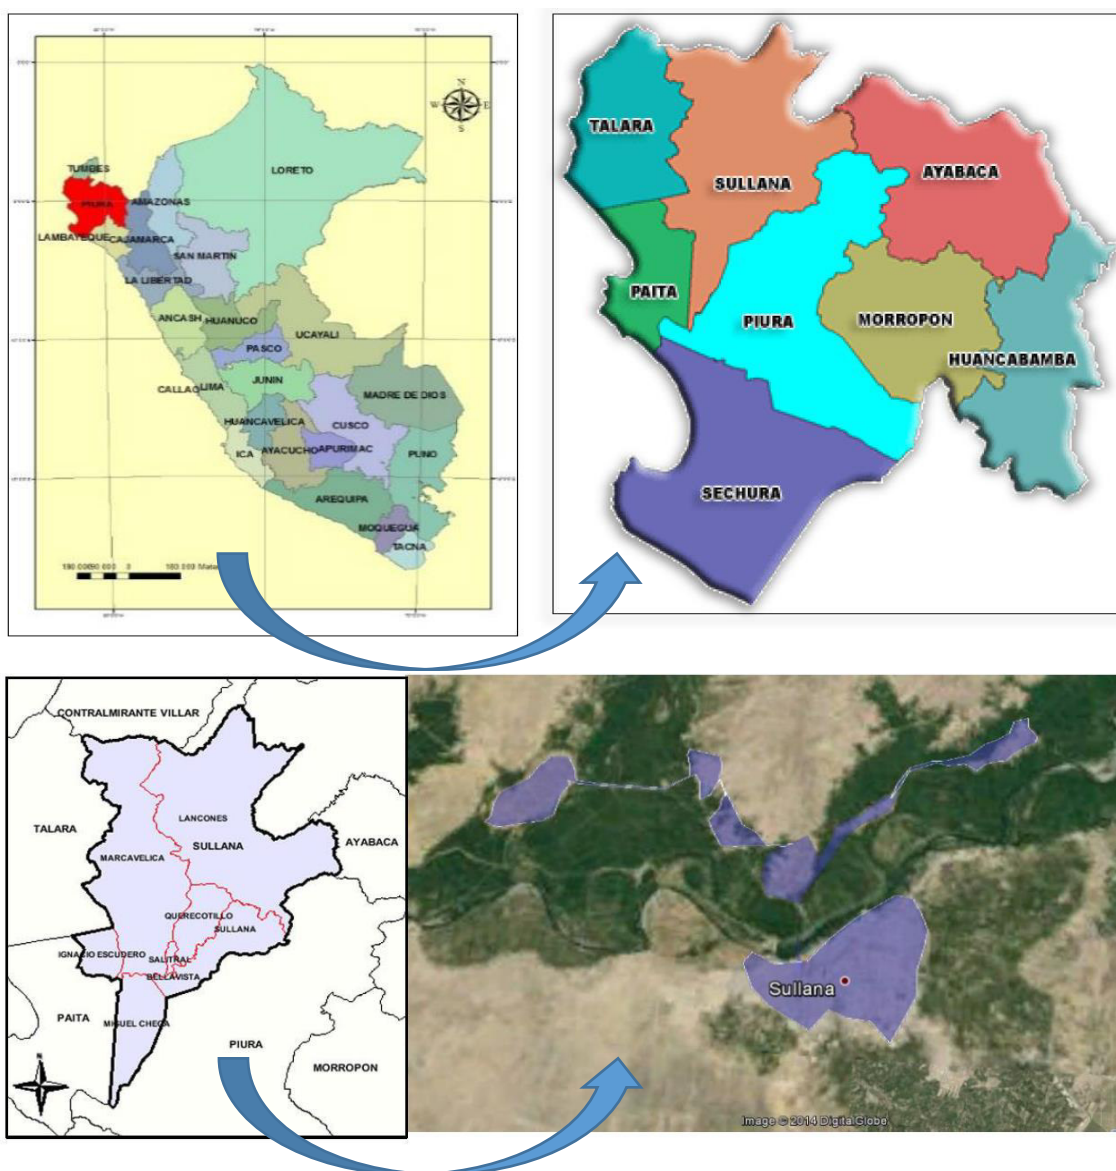 N
W E
S
TUMBES
LORETO
PIURA
AMAZONAS
LAMBAYEQUE
CAJAMARCA
SAN MARTIN
LA LIBERTAD
ANCASH
HUANUCO
UCAYALI
PASCO
CALLAO
LIMA
JUNIN
MADRE DE DIOS
HUANCAVELICA
CUSCO
ICA
AYACUCHO
APURIMAC
PUNO
AREQUIPA
MOQUEGUA
TACNA
TALARA
SULLANA
AYABACA
PAITA
PIURA
MORROPON
HUANCABAMBA
SECHURA
CONTRALMIRANTE VILLAR
LANCONES
TALARA
SULLANA
AYABACA
MARCAVELICA
QUERECOTILLO
SULLANA
IGNACIO ESCUDERO
SALITRAL
BELLAVISTA
PAITA
MIGUEL CHECA
PIURA
MORROPON
N
Sullana
Image © 2014 DigitalGlobe